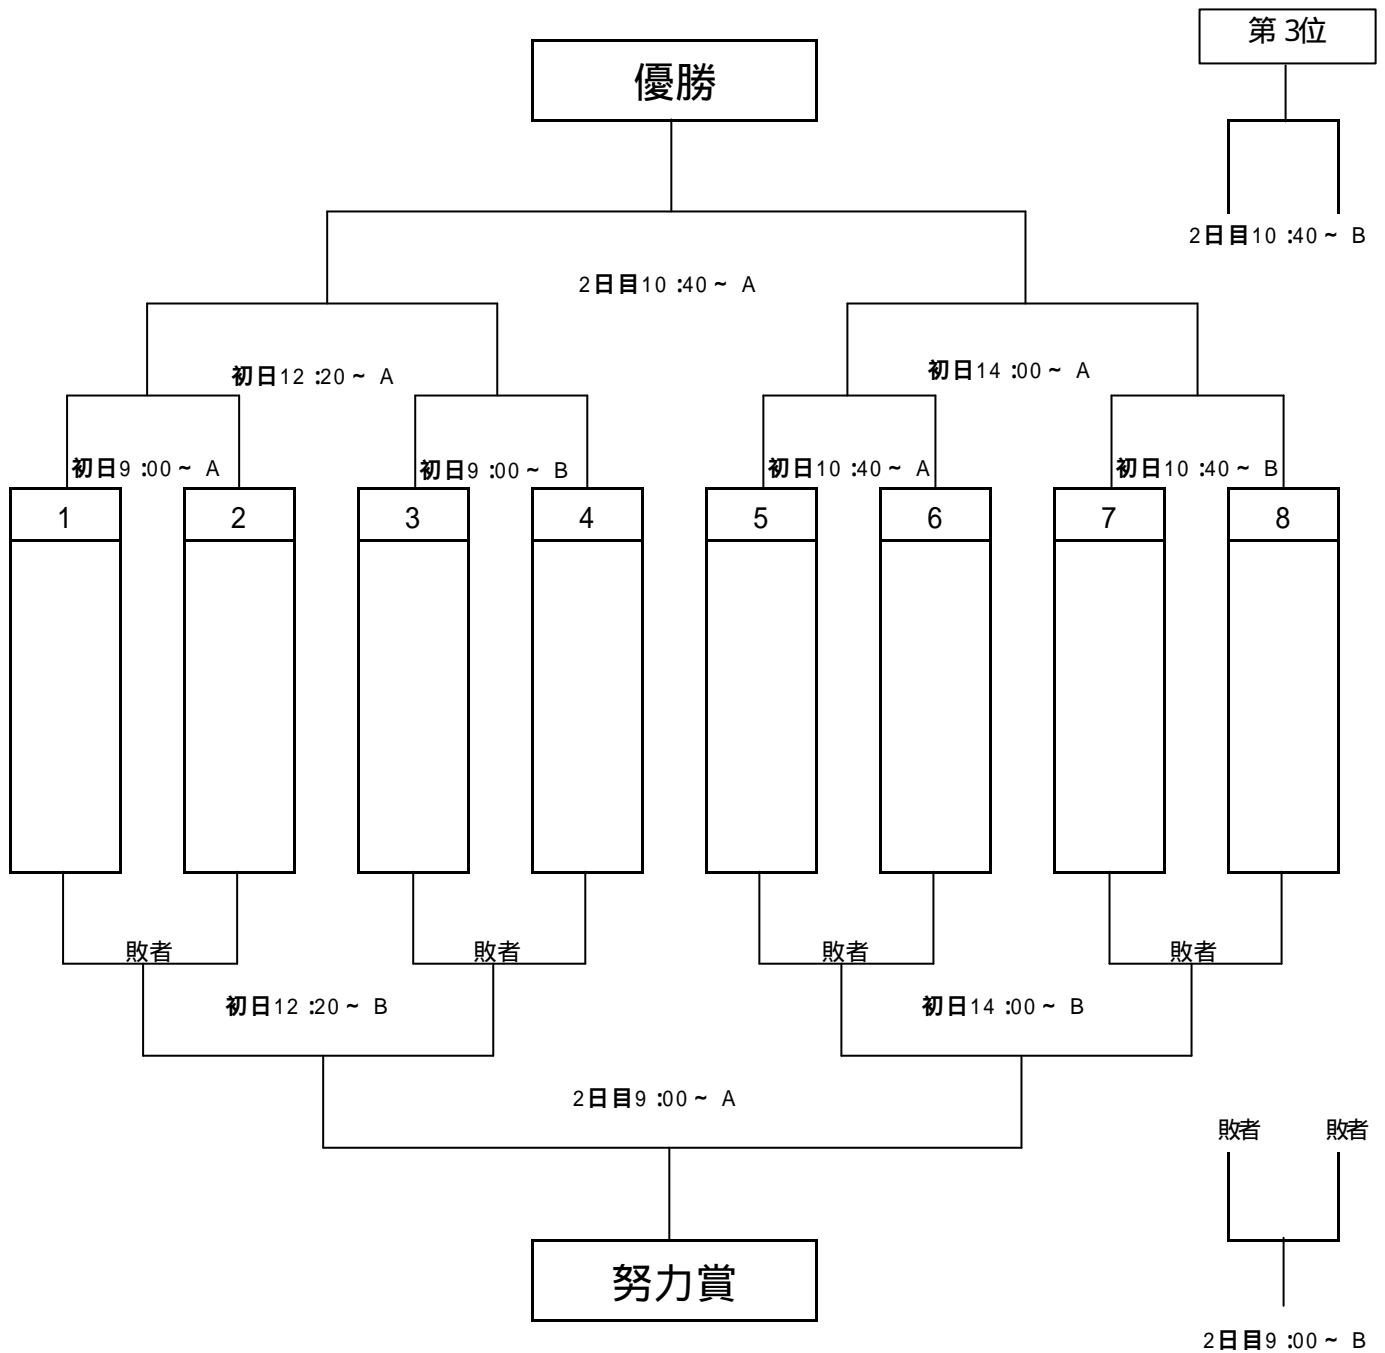 第3位
優勝
2日目10:40~ B
2日目10:40~ A
初日12:20~ A
初日14:00~ A
初日9:00~ A
初日9:00~ B
初日10:40~ A
初日10:40~ B
1 2 3 4 5 6 7 8
敗者 敗者 敗者 敗者
初日12:20~ B
初日14:00~ B
2日目9:00~ A
敗者 敗者
努力賞
2日目9:00~ B